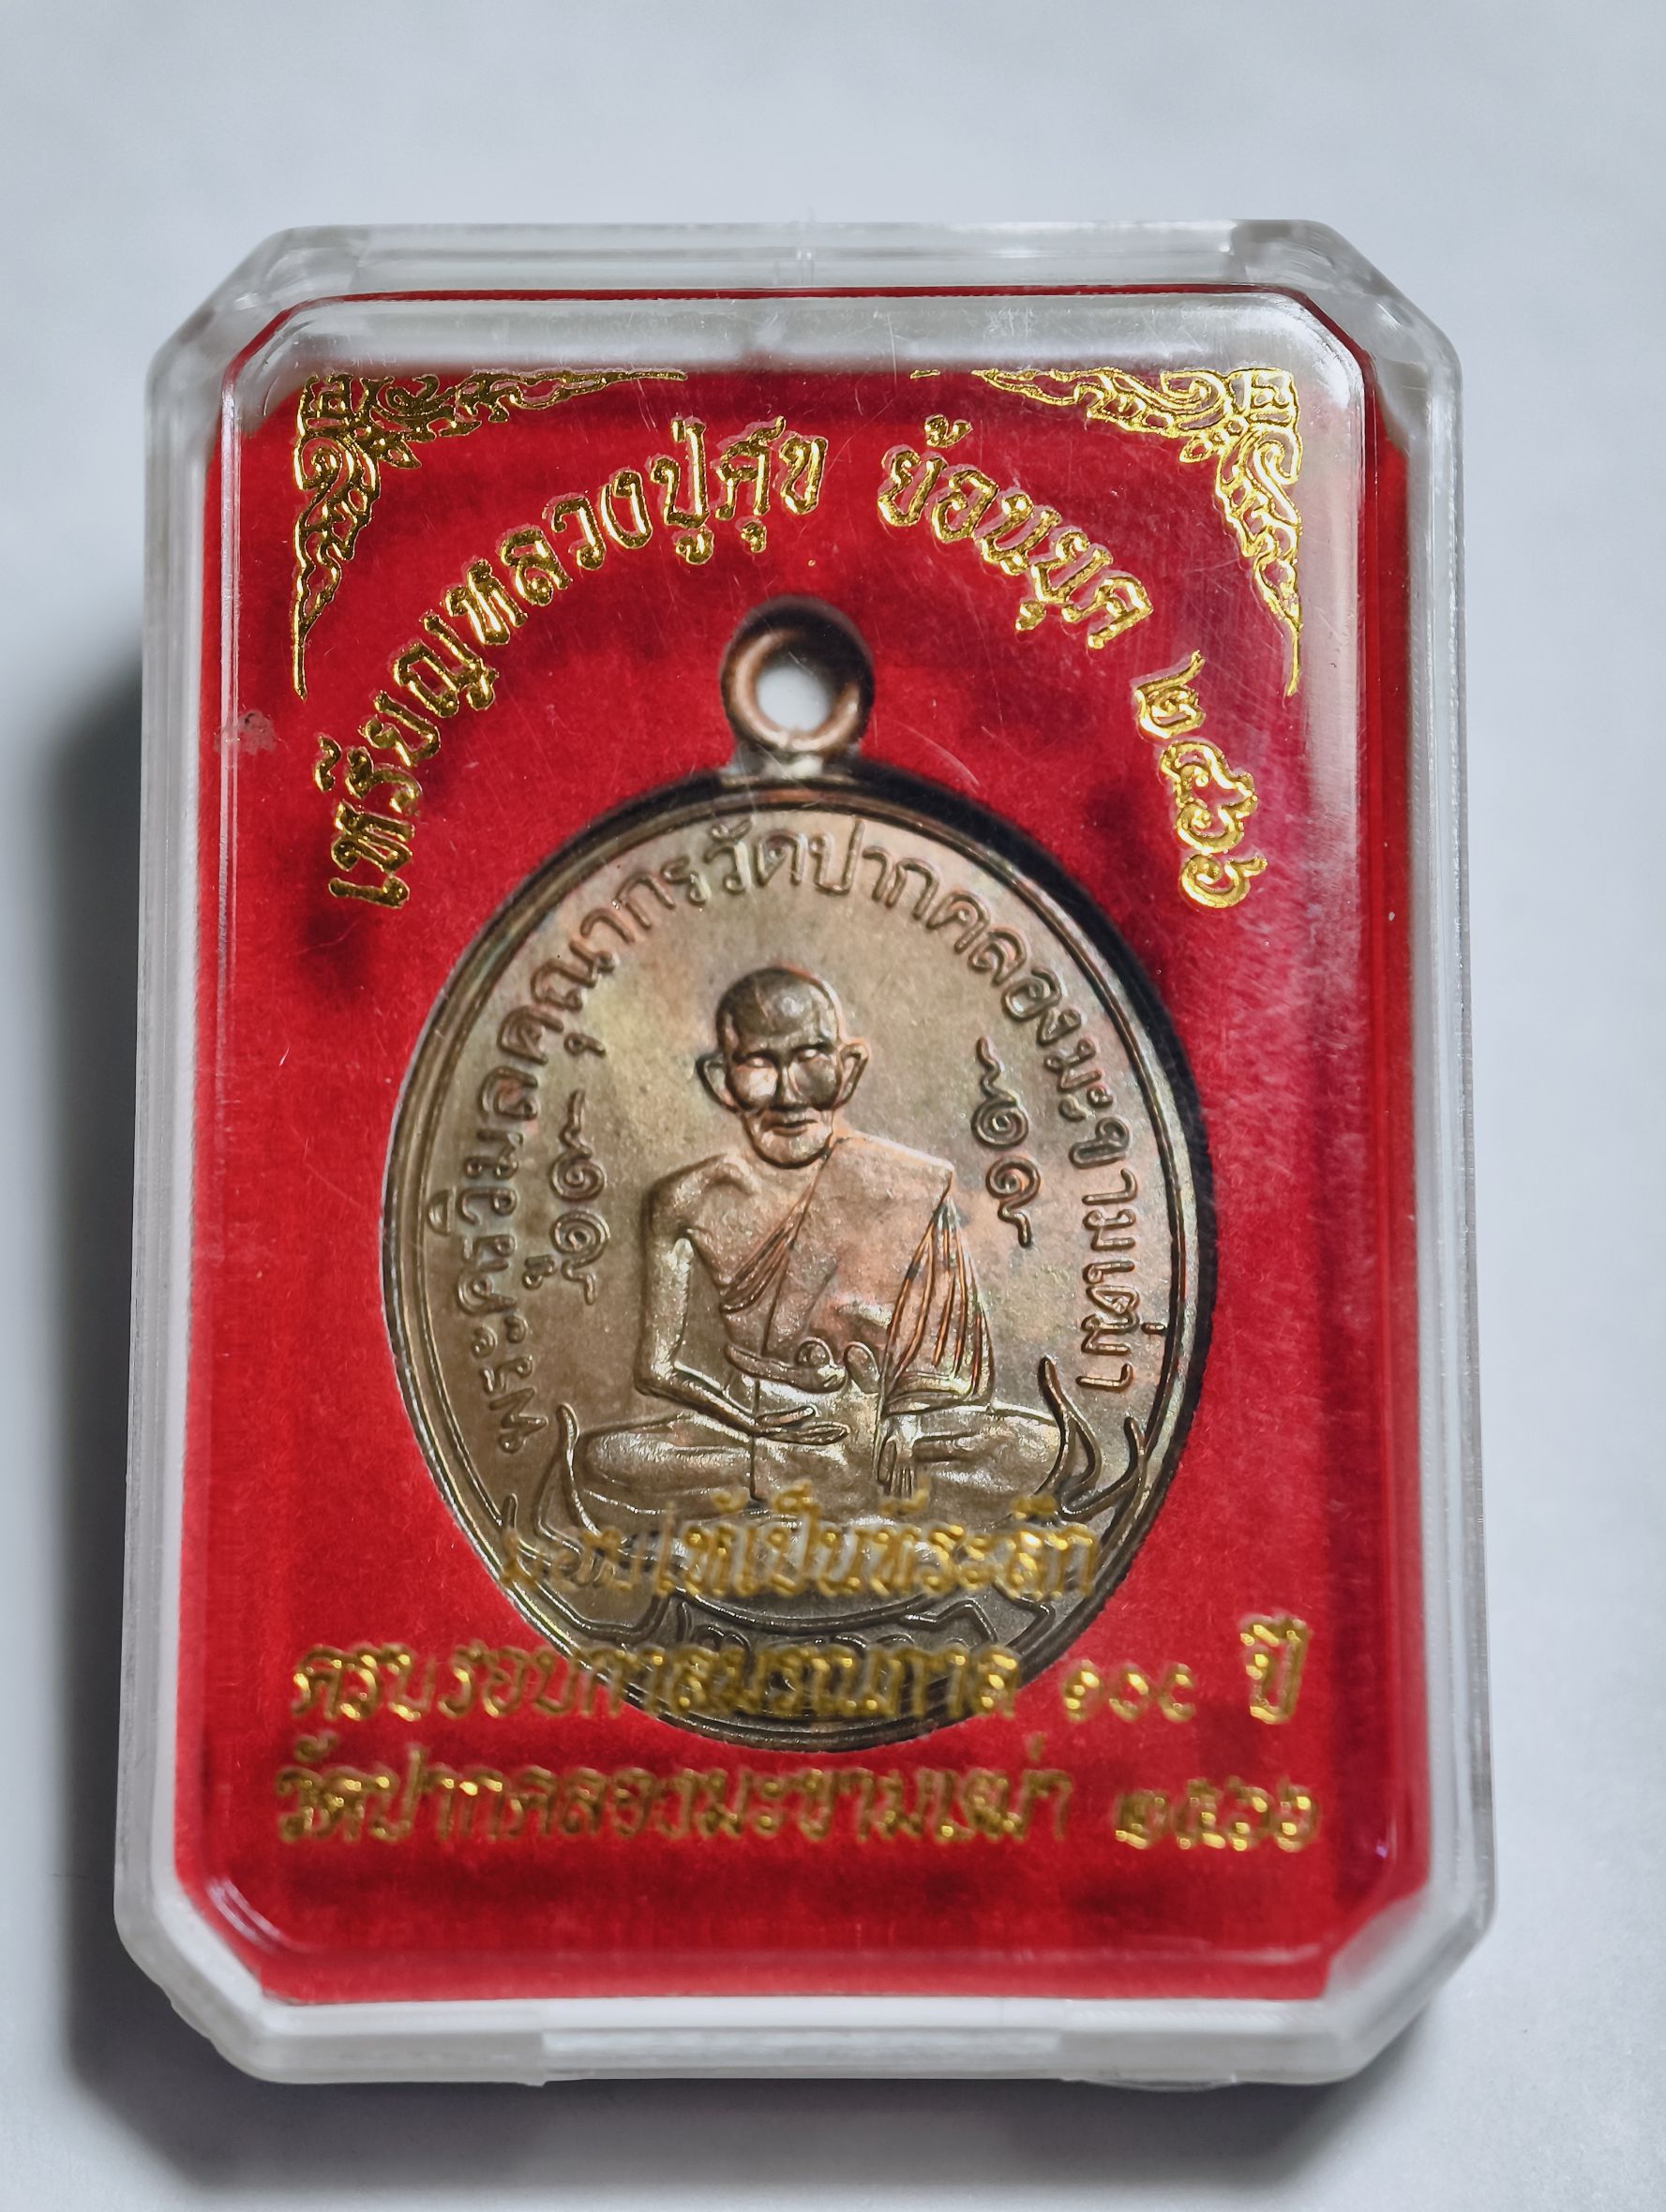 เหรียญหลวงปู่ศุข ย้อนยุค ๒๕๖๖
พระครูวิมลคุณากรวัดปากคลองมะขามเฒ่า
มอบให้เป็นที่ระลึก
ครบรอบกาลมรณภาพ ๑๐๐ ปี
วัดปากคลองมะขามเฒ่า ๒๕๖๖